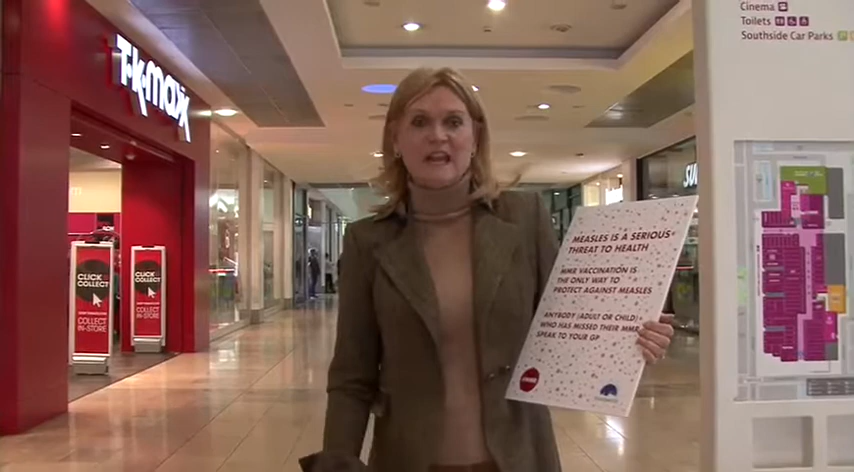 TK maxx
CLICK
COLLECT
COLLECT
IN-STORE
CLICK
COLLECT
COLLECT
IN-STORE
MEASLES IS A SERIOUS
THREAT TO HEALTH
MMR VACCINATION IS
THE ONLY WAY TO
PROTECT AGAINST MEASLES
ANYBODY (ADULT OR CHILD)
WHO HAS MISSED THEIR MMR
SPEAK TO YOUR GP
Cinema
Toilets
Southside Car Parks